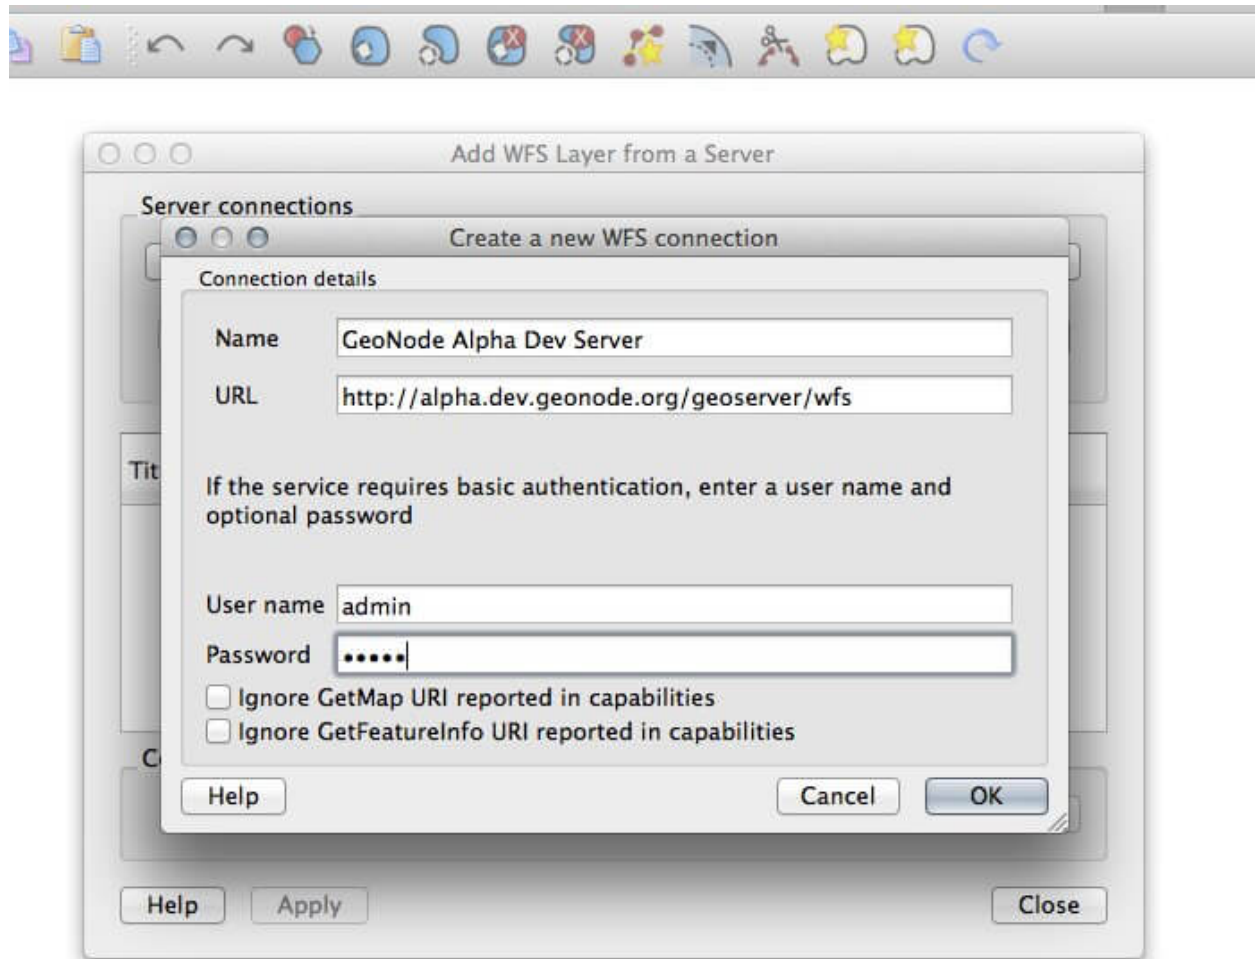 Add WFS Layer from a Server
Server connections
Create a new WFS connection
Connection details
Name GeoNode Alpha Dev Server
URL http://alpha.dev.geonode.org/geoserver/wfs
Tit
If the service requires basic authentication, enter a user name and
optional password
User name admin
Password •••••
Ignore GetMap URI reported in capabilities
Ignore GetFeatureInfo URI reported in capabilities
Help Cancel OK
Help Apply Close